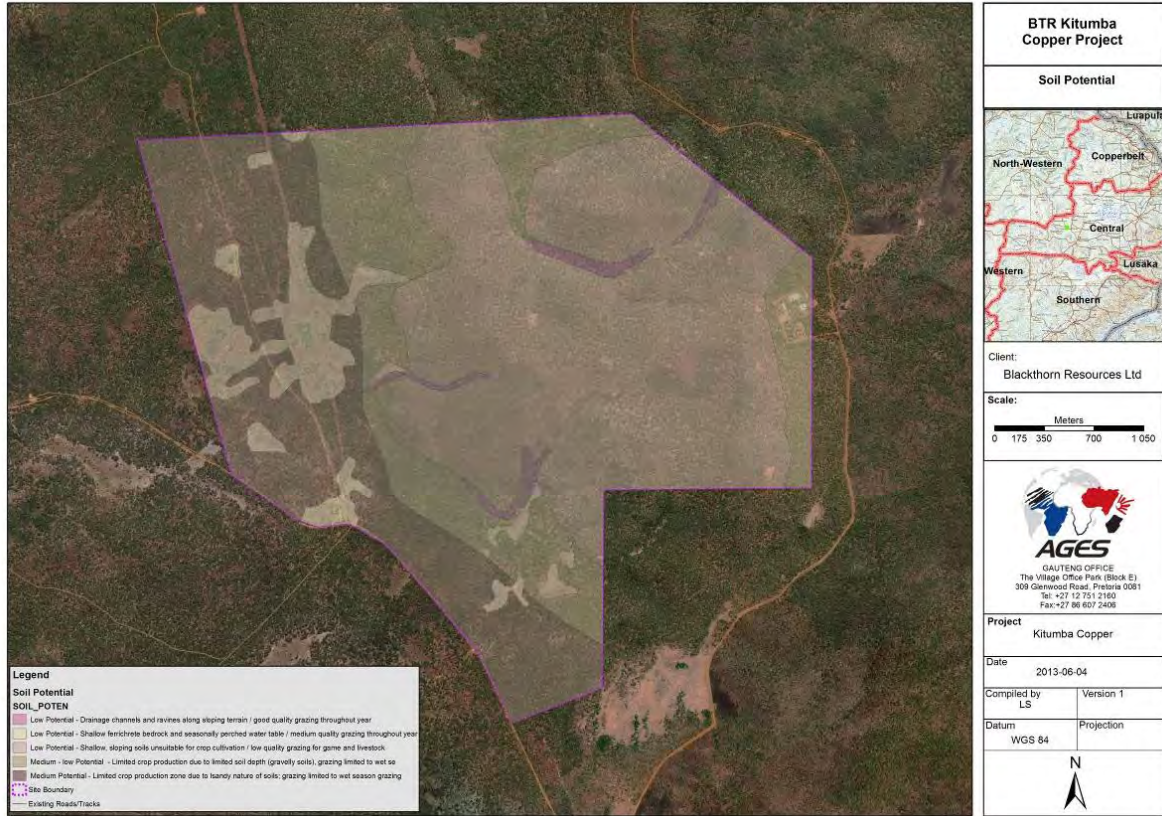 BTR Kitumba
Copper Project
Soil Potential
Luapul
North-Western
Copperbelt
Central
Western
Lusaka
Southern
Client:
Blackthorn Resources Ltd
Scale:
Meters
0 175 350 700 1 050
AGES
GAUTENG OFFICE
The Village Office Park (Block E)
309 Glenwood Road, Pretoria 0081
Tel: +27 12 751 2160
Fax:+27 86 607 2406
Project
Kitumba Copper
Date
2013-06-04
Compiled by
LS
Version 1
Datum
WGS 84
Projection
N
Legend
Soil Potential
SOIL_POTEN
Low Potential - Drainage channels and ravines along sloping terrain / good quality grazing throughout year
Low Potential - Shallow ferrichrete bedrock and seasonally perched water table / medium quality grazing throughout year
Low Potential - Shallow, sloping soils unsuitable for crop cultivation / low quality grazing for game and livestock
Medium - low Potential - Limited crop production due to limited soil depth (gravelly soils), grazing limited to wet se
Medium Potential - Limited crop production zone due to tsandy nature of soils; grazing limited to wet season grazing
Site Boundary
Existing Roads/Tracks